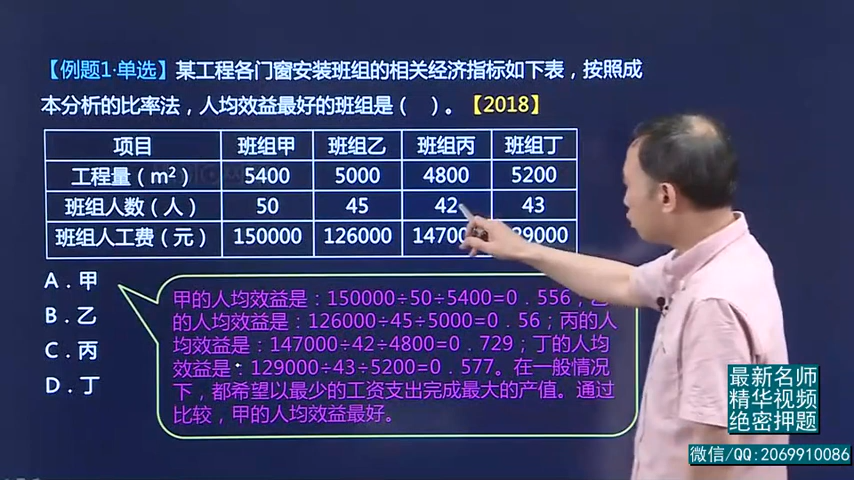 【例题1·单选】某工程各门窗安装班组的相关经济指标如下表，按照成
本分析的比率法，人均效益最好的班组是（ ）。【2018】
项目 班组甲 班组乙 班组丙 班组丁
工程量（m²） 5400 5000 4800 5200
班组人数（人） 50 45 42 43
班组人工费（元） 150000 126000 1470 29000
A．甲
B．乙
C．丙
D．丁
甲的人均效益是：150000÷50÷5400=0．556；乙
的人均效益是：126000÷45÷5000=0．56；丙的人
均效益是：147000÷42÷4800=0．729；丁的人均
效益是：129000÷43÷5200=0．577。在一般情况
下，都希望以最少的工资支出完成最大的产值。通过
比较，甲的人均效益最好。
最新名师
精华视频
绝密押题
微信/QQ:2069910086